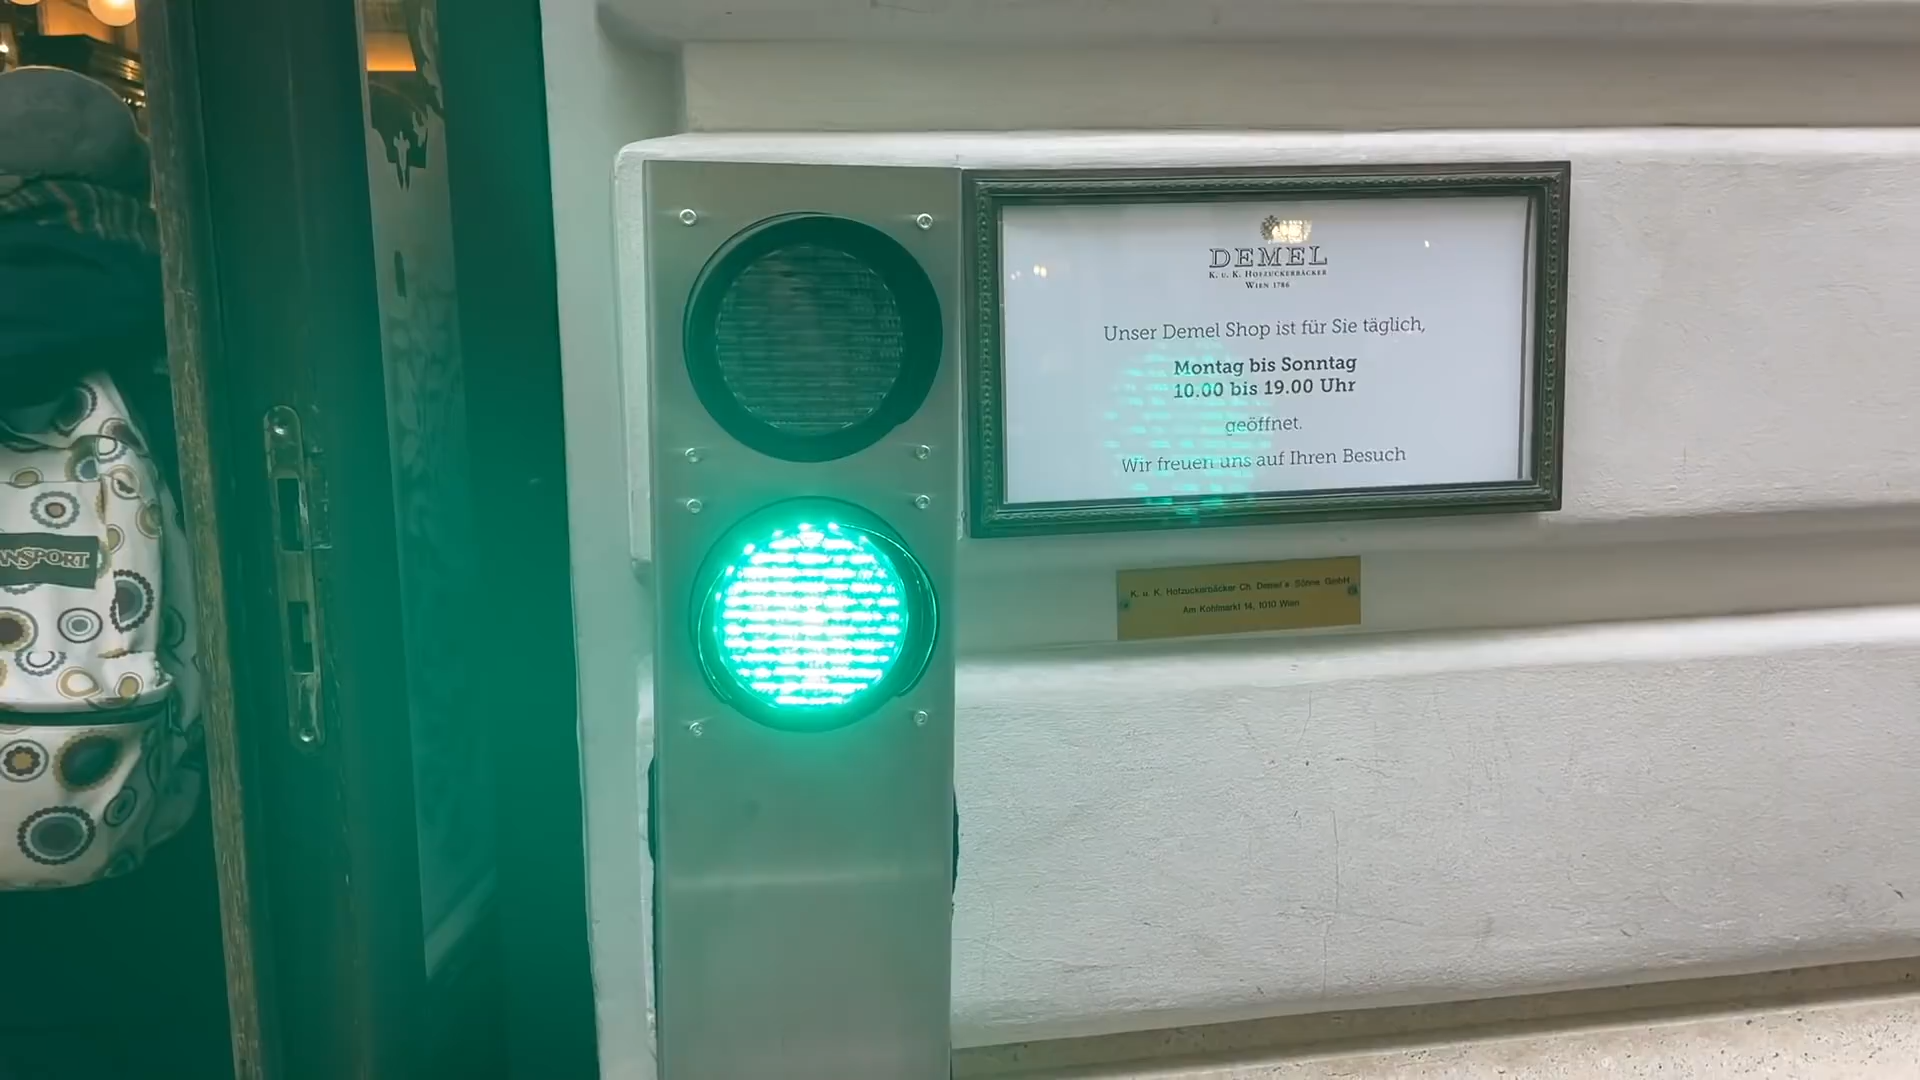 DEMEL
K. u. K. Hofzuckerbäcker
Wien 1786
Unser Demel Shop ist für Sie täglich,
Montag bis Sonntag
10.00 bis 19.00 Uhr
geöffnet.
Wir freuen uns auf Ihren Besuch
K. u. K. Hofzuckerbäcker Ch. Demel's Söhne GmbH
Am Kohlmarkt 14, 1010 Wien
ANSPORT